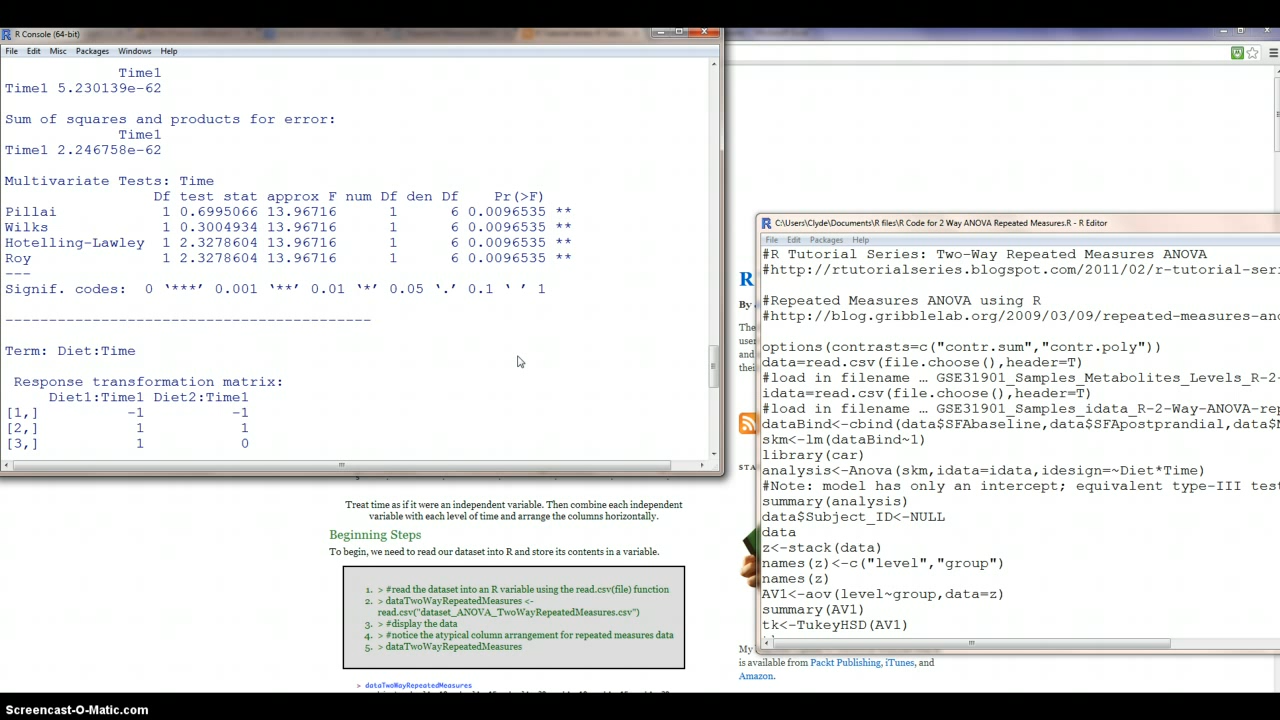 R Console (64-bit)
File Edit Misc Packages Windows Help
Time1
Time1 5.230139e-62
Sum of squares and products for error:
Time1
Time1 2.246758e-62
Multivariate Tests: Time
Df test stat approx F num Df den Df Pr(>F)
Pillai 1 0.6995066 13.96716 1 6 0.0096535 **
Wilks 1 0.3004934 13.96716 1 6 0.0096535 **
Hotelling-Lawley 1 2.3278604 13.96716 1 6 0.0096535 **
Roy 1 2.3278604 13.96716 1 6 0.0096535 **
---
Signif. codes: 0 ‘***’ 0.001 ‘**’ 0.01 ‘*’ 0.05 ‘.’ 0.1 ‘ ’ 1
------------------------------------------
Term: Diet:Time
Response transformation matrix:
Diet1:Time1 Diet2:Time1
[1,] -1 -1
[2,] 1 1
[3,] 1 0
Treat time as if it were an independent variable. Then combine each independent
variable with each level of time and arrange the columns horizontally.
Beginning Steps
To begin, we need to read our dataset into R and store its contents in a variable.
1. > #read the dataset into an R variable using the read.csv(file) function
2. > dataTwoWayRepeatedMeasures <-
read.csv("dataset_ANOVA_TwoWayRepeatedMeasures.csv")
3. > #display the data
4. > #notice the atypical column arrangement for repeated measures data
5. > dataTwoWayRepeatedMeasures
> dataTwoWayRepeatedMeasures
R
By
The
user
and
thei
STA
C:\Users\Clyde\Documents\R files\R Code for 2 Way ANOVA Repeated Measures.R - R Editor
File Edit Packages Help
#R Tutorial Series: Two-Way Repeated Measures ANOVA
#http://rtutorialseries.blogspot.com/2011/02/r-tutorial-seri
#Repeated Measures ANOVA using R
#http://blog.gribblelab.org/2009/03/09/repeated-measures-an
options(contrasts=c("contr.sum","contr.poly"))
data=read.csv(file.choose(),header=T)
#load in filename … GSE31901_Samples_Metabolites_Levels_R-2-
idata=read.csv(file.choose(),header=T)
#load in filename … GSE31901_Samples_idata_R-2-Way-ANOVA-rep
dataBind<-cbind(data$SFAbaseline,data$SFApostprandial,data$M
skm<-lm(dataBind~1)
library(car)
analysis<-Anova(skm,idata=idata,idesign=~Diet*Time)
#Note: model has only an intercept; equivalent type-III test
summary(analysis)
data$Subject_ID<-NULL
data
z<-stack(data)
names(z)<-c("level","group")
names(z)
AV1<-aov(level~group,data=z)
summary(AV1)
tk<-TukeyHSD(AV1)
My
is available from Packt Publishing, iTunes, and
Amazon.
Screencast-O-Matic.com